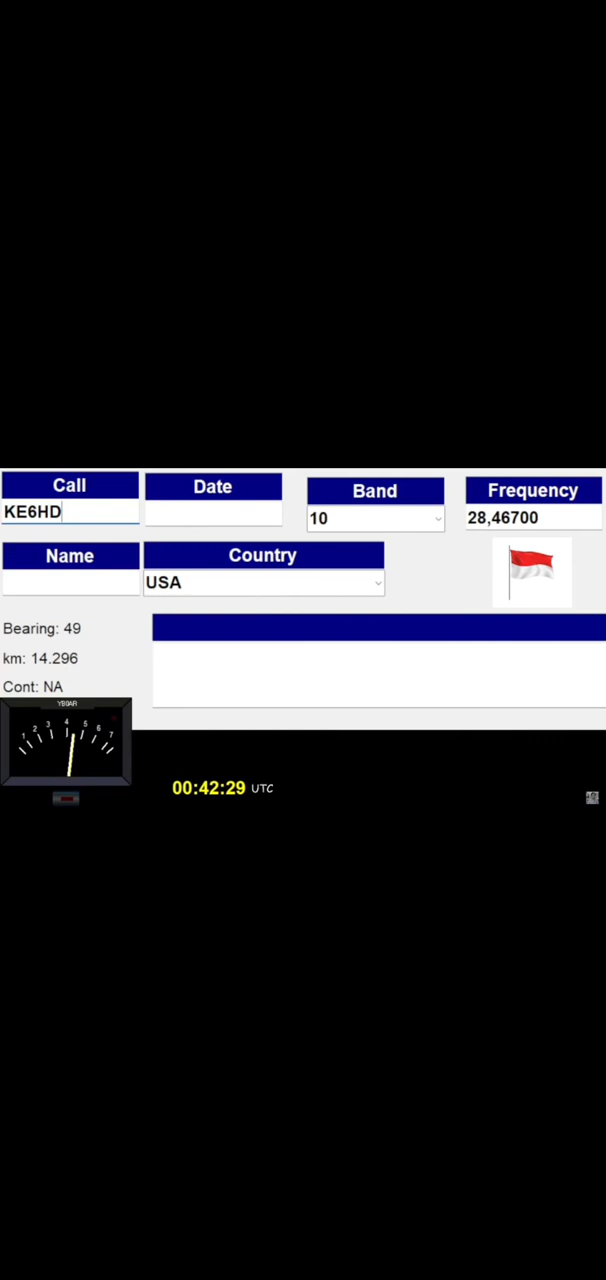 Call Date Band Frequency
KE6HD 10 28,46700
Name Country
USA
Bearing: 49
km: 14.296
Cont: NA
YB0AR
1 2 3 4 5 6 7
00:42:29 UTC